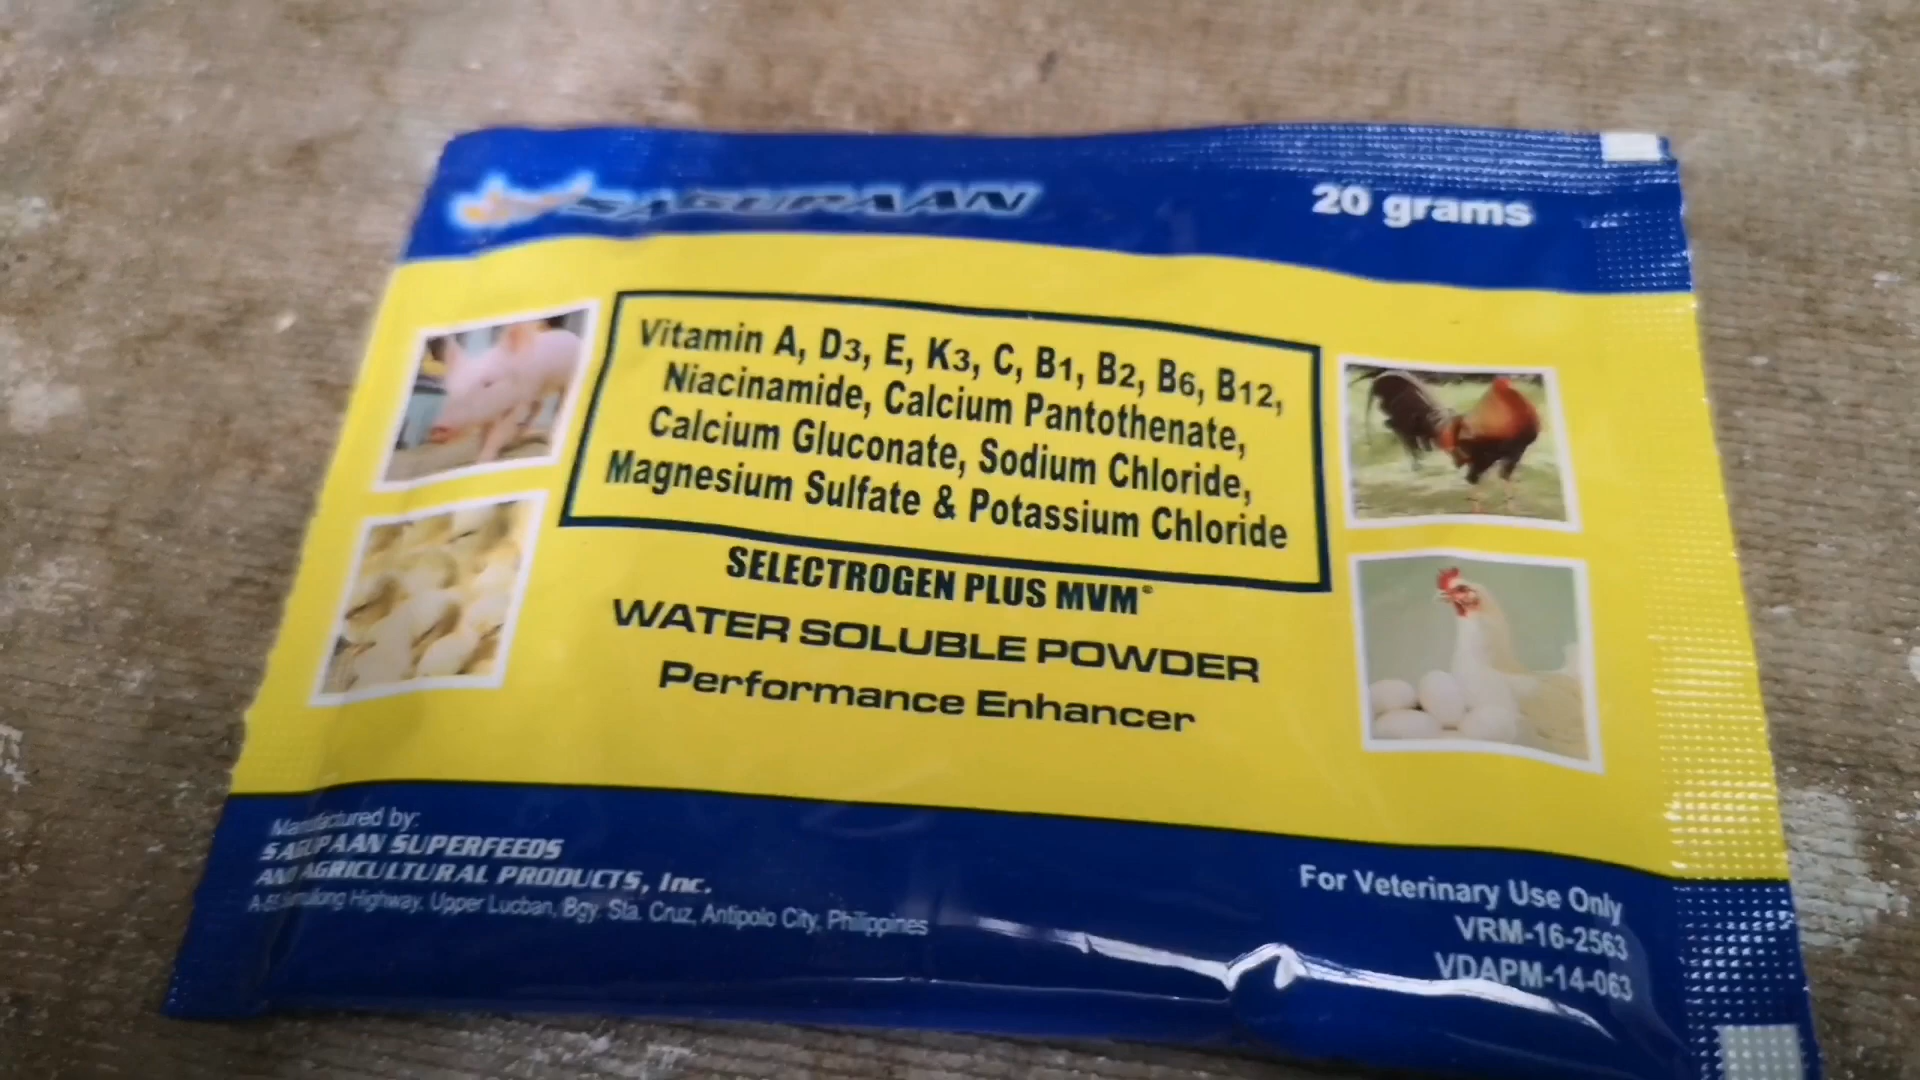 SAGUPAAN
20 grams
Vitamin A, D3, E, K3, C, B1, B2, B6, B12,
Niacinamide, Calcium Pantothenate,
Calcium Gluconate, Sodium Chloride,
Magnesium Sulfate & Potassium Chloride
SELECTROGEN PLUS MVM®
WATER SOLUBLE POWDER
Performance Enhancer
Manufactured by:
SAGUPAAN SUPERFEEDS
AND AGRICULTURAL PRODUCTS, Inc.
Highway, Upper Lucban, Bgy. Sta. Cruz, Antipolo City, Philippines
For Veterinary Use Only
VRM-16-2563
VDAPM-14-063